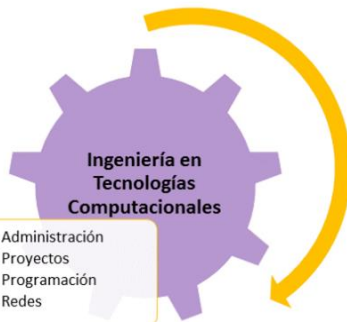 Ingeniería en
Tecnologías
Computacionales
Administración
Proyectos
Programación
Redes